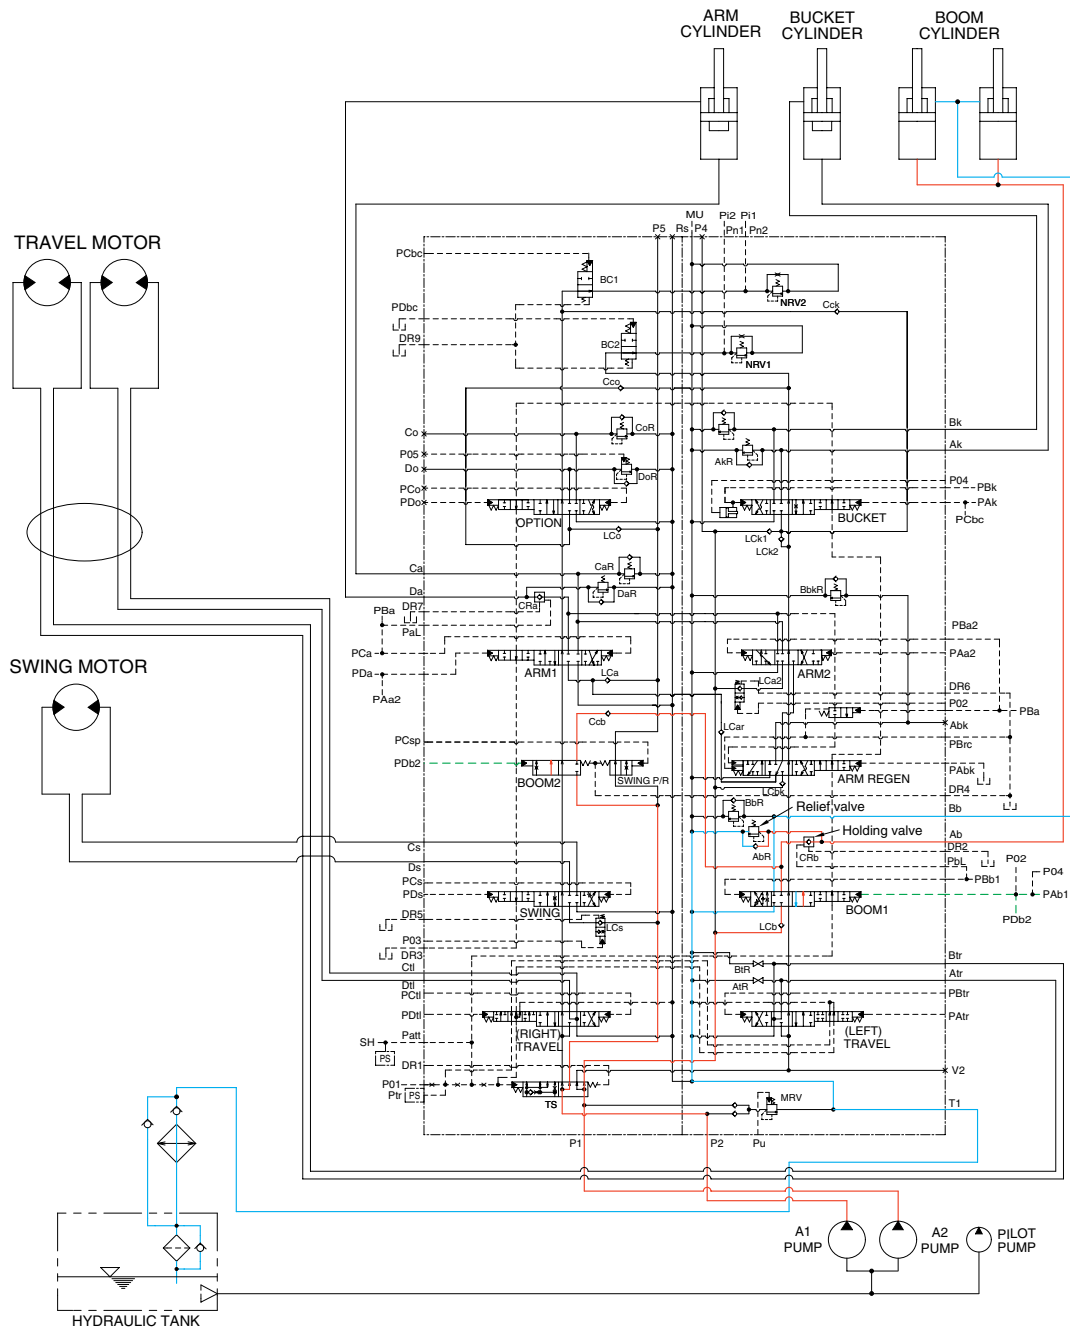 ARM
CYLINDER
BUCKET
CYLINDER
BOOM
CYLINDER
TRAVEL MOTOR
SWING MOTOR
P5
Rs
MU
P4
Pi2
Pi1
Pn1
Pn2
PCbc
BC1
NRV2
Cck
PDbc
DR9
BC2
NRV1
Cco
Co
CoR
Bk
P05
Do
DoR
AkR
Ak
PCo
PDo
OPTION
BUCKET
P04
PBk
PAk
PCbc
LCo
LCk1
LCk2
Ca
CaR
Da
DaR
BbkR
DR7
CRa
PBa
PaL
PBa2
PCa
PAa2
PDa
PAa2
ARM1
LCa
ARM2
LCa2
DR6
P02
PBa
Ccb
LCar
Abk
PCsp
PBrc
PDb2
BOOM2
SWING P/R
ARM REGEN
PAbk
LCbk
DR4
BbR
Relief valve
Bb
Holding valve
Ab
AbR
CRb
DR2
PbL
P02
P04
Cs
Ds
PCs
PDs
SWING
BOOM1
PBb1
PAb1
PDb2
DR5
LCs
LCb
P03
DR3
Ctl
BtR
Btr
Dtl
AtR
Atr
PCtl
PBtr
PDtl
PAtr
(RIGHT)
TRAVEL
(LEFT)
TRAVEL
Patt
SH
PS
DR1
P01
Ptr
PS
TS
V2
MRV
T1
P1
P2
Pu
A1
PUMP
A2
PUMP
PILOT
PUMP
HYDRAULIC TANK